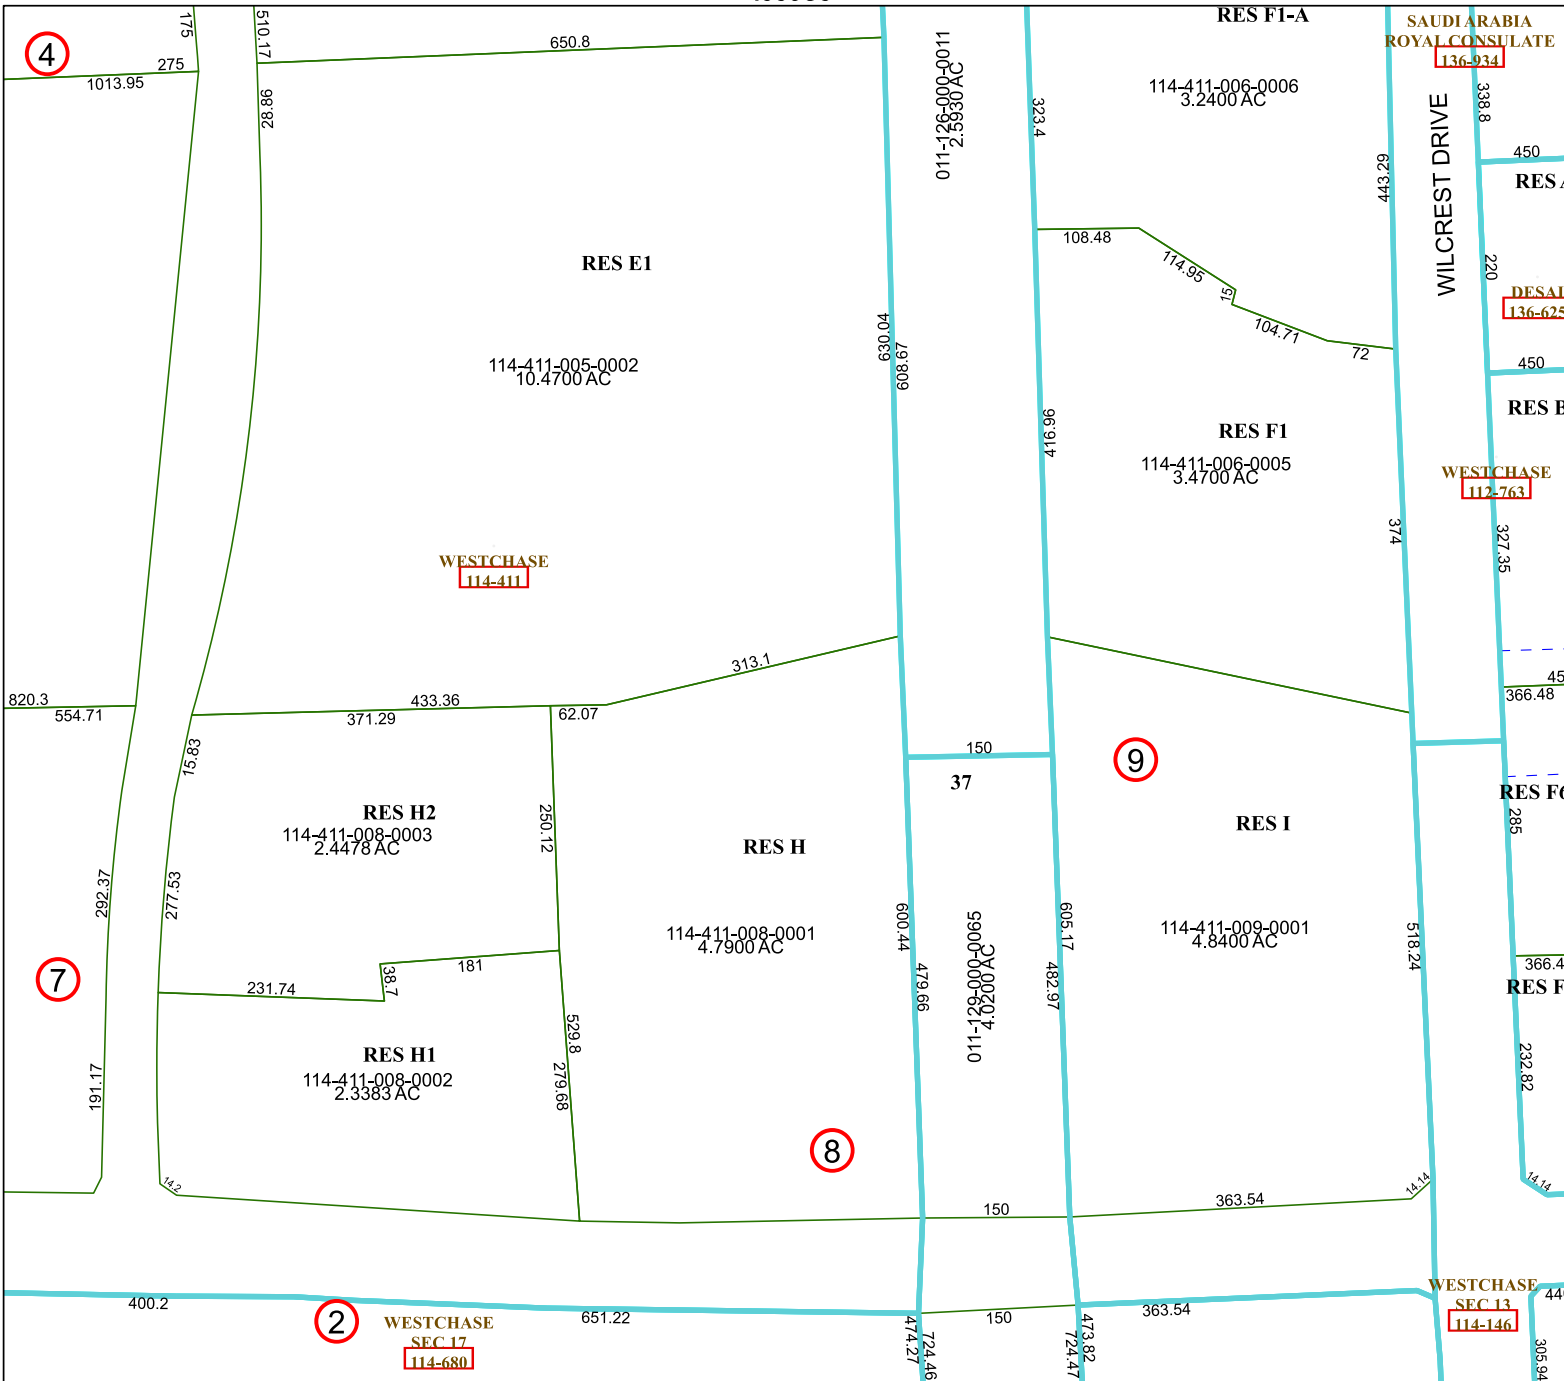 4
175
510.17
650.8
275
1013.95
28.86
011-126-000-0011
2.5930 AC
323.4
RES F1-A
114-411-006-0006
3.2400 AC
443.29
WILCREST DRIVE
SAUDI ARABIA
ROYAL CONSULATE
136-934
338.8
450
RES
220
108.48
114.95
15
104.71
72
DESAI
136-625
450
RES E1
114-411-005-0002
10.4700 AC
630.04
608.67
416.96
RES F1
114-411-006-0005
3.4700 AC
374
RES B
WESTCHASE
112-763
327.35
WESTCHASE
114-411
313.1
820.3
554.71
433.36
371.29
62.07
15.83
366.48
45
150
37
9
RES H2
114-411-008-0003
2.4478 AC
250.12
RES H
114-411-008-0001
4.7900 AC
RES I
114-411-009-0001
4.8400 AC
RES F6
285
292.37
277.53
600.44
479.66
011-129-000-0065
4.0200 AC
605.17
482.97
518.24
366.4
RES F
7
231.74
38.7
181
529.8
279.68
RES H1
114-411-008-0002
2.3383 AC
191.17
232.82
8
14.2
150
363.54
14.14
14.14
400.2
2
WESTCHASE
SEC 17
114-680
651.22
150
363.54
474.27
724.46
473.82
724.47
WESTCHASE
SEC 13
114-146
440
305.94